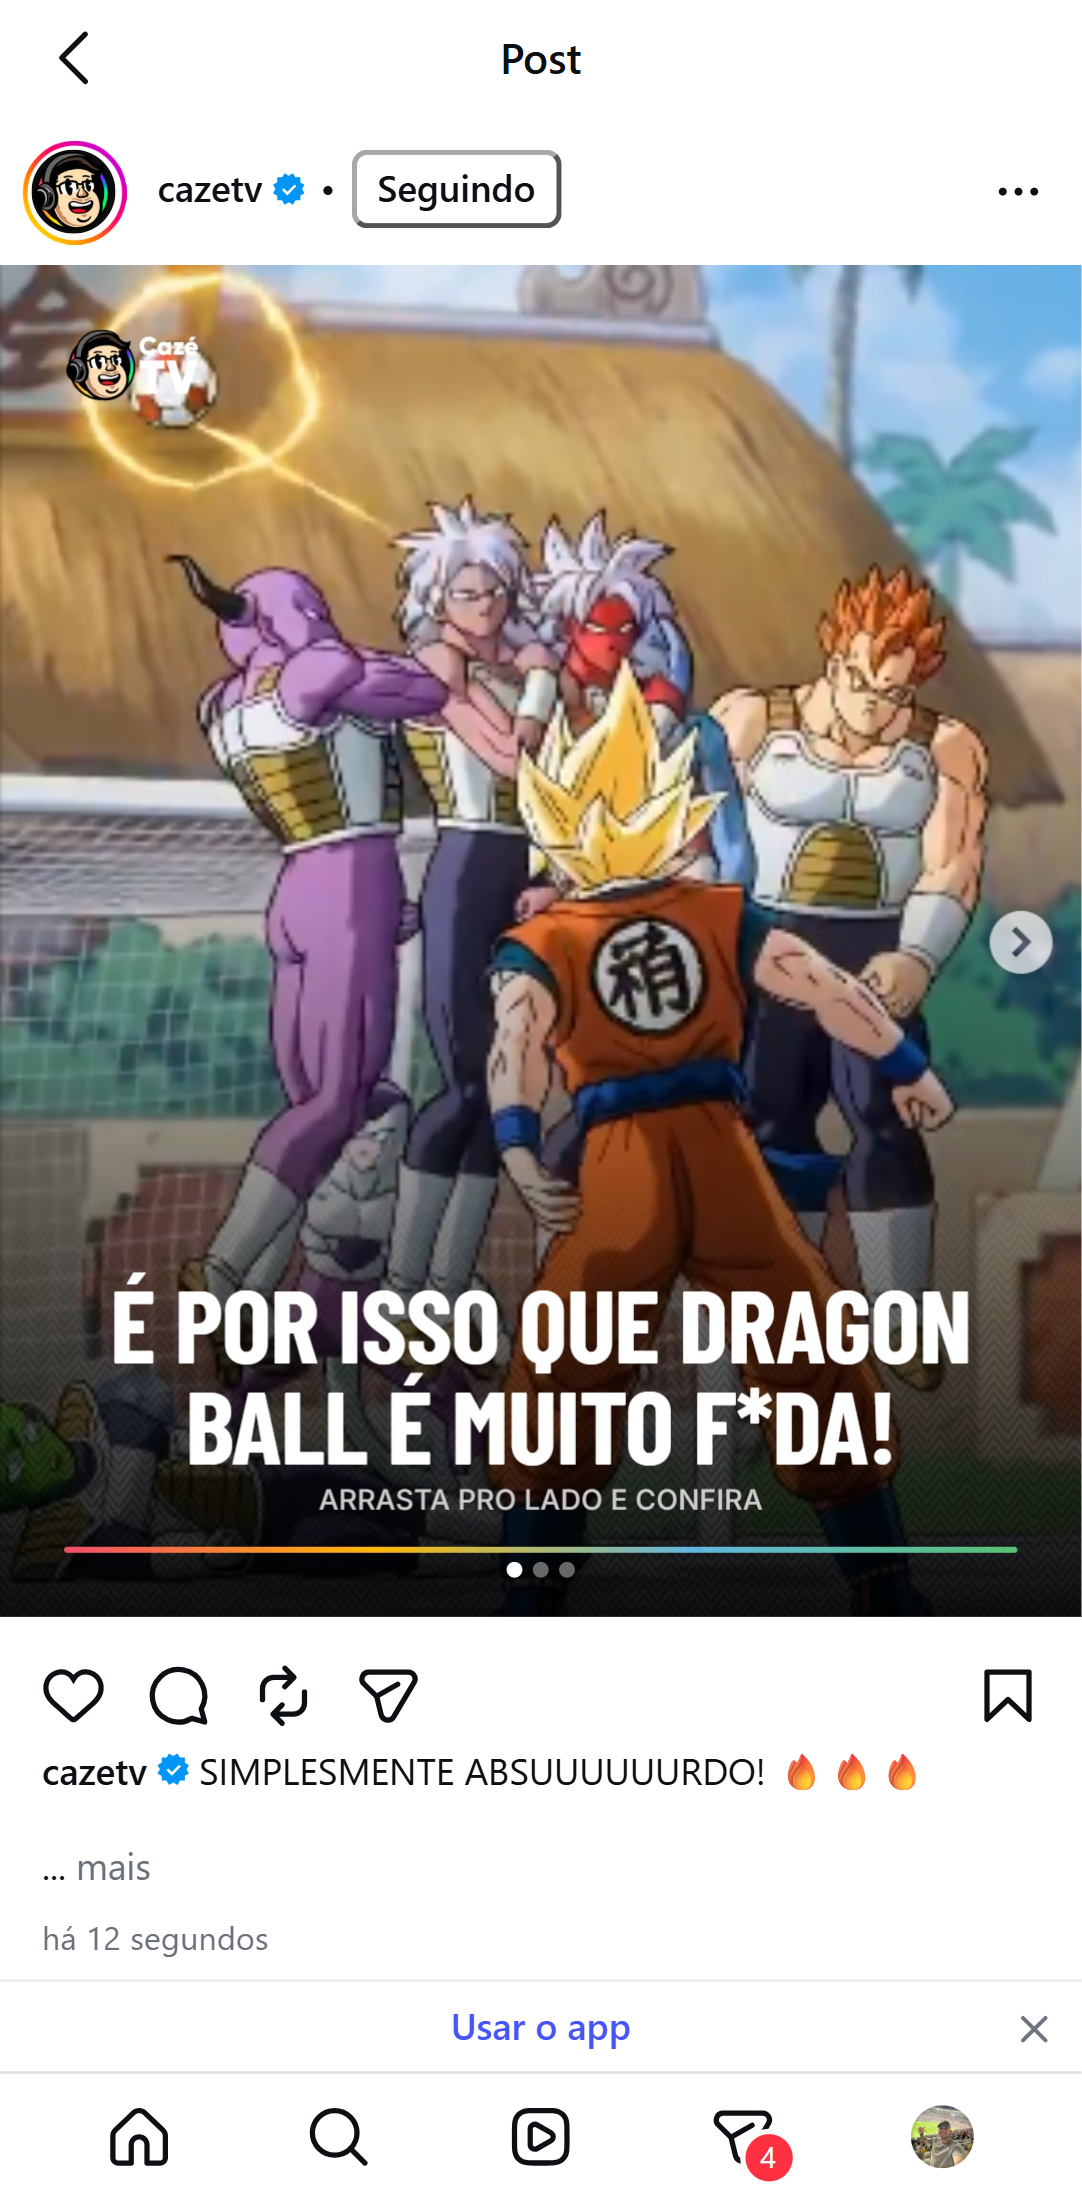 Post
cazetv • Seguindo
Cazé
TV
É POR ISSO QUE DRAGON
BALL É MUITO F*DA!
ARRASTA PRO LADO E CONFIRA
cazetv SIMPLESMENTE ABSUUUUUURDO! 🔥🔥🔥
... mais
há 12 segundos
Usar o app
4